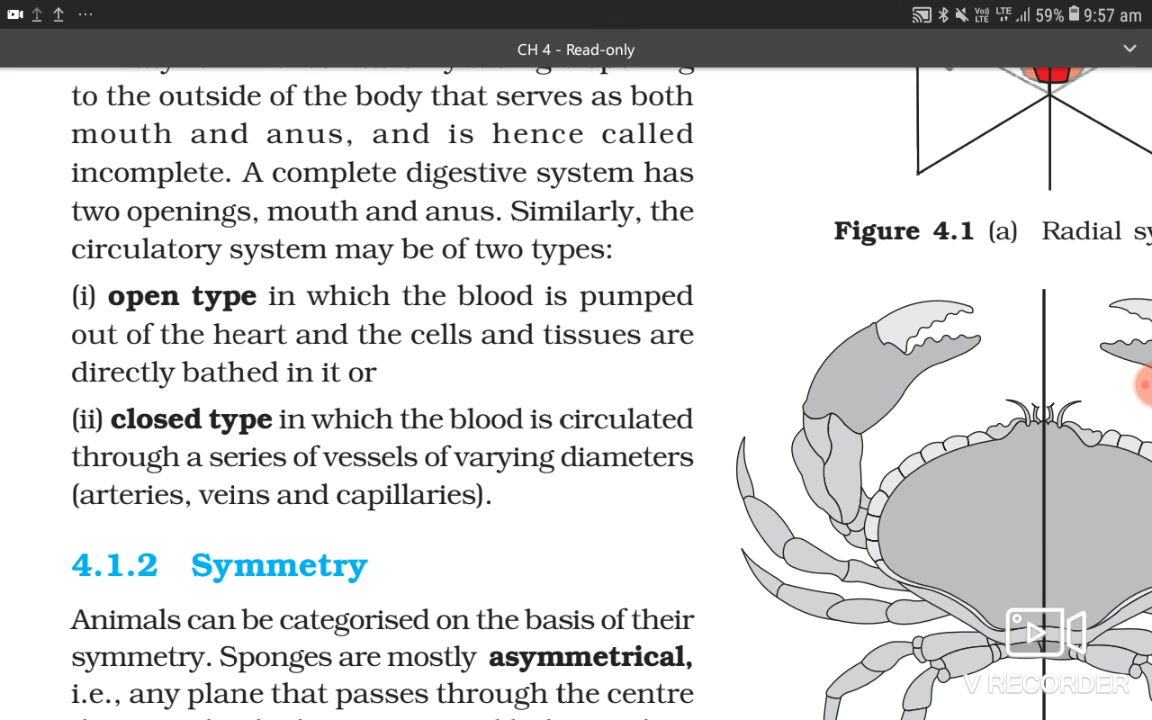 59% 9:57 am
CH 4 - Read-only
to the outside of the body that serves as both
mouth and anus, and is hence called
incomplete. A complete digestive system has
two openings, mouth and anus. Similarly, the
circulatory system may be of two types:
(i) open type in which the blood is pumped
out of the heart and the cells and tissues are
directly bathed in it or
(ii) closed type in which the blood is circulated
through a series of vessels of varying diameters
(arteries, veins and capillaries).
4.1.2 Symmetry
Animals can be categorised on the basis of their
symmetry. Sponges are mostly asymmetrical,
i.e., any plane that passes through the centre
Figure 4.1 (a) Radial sy
V RECORDER